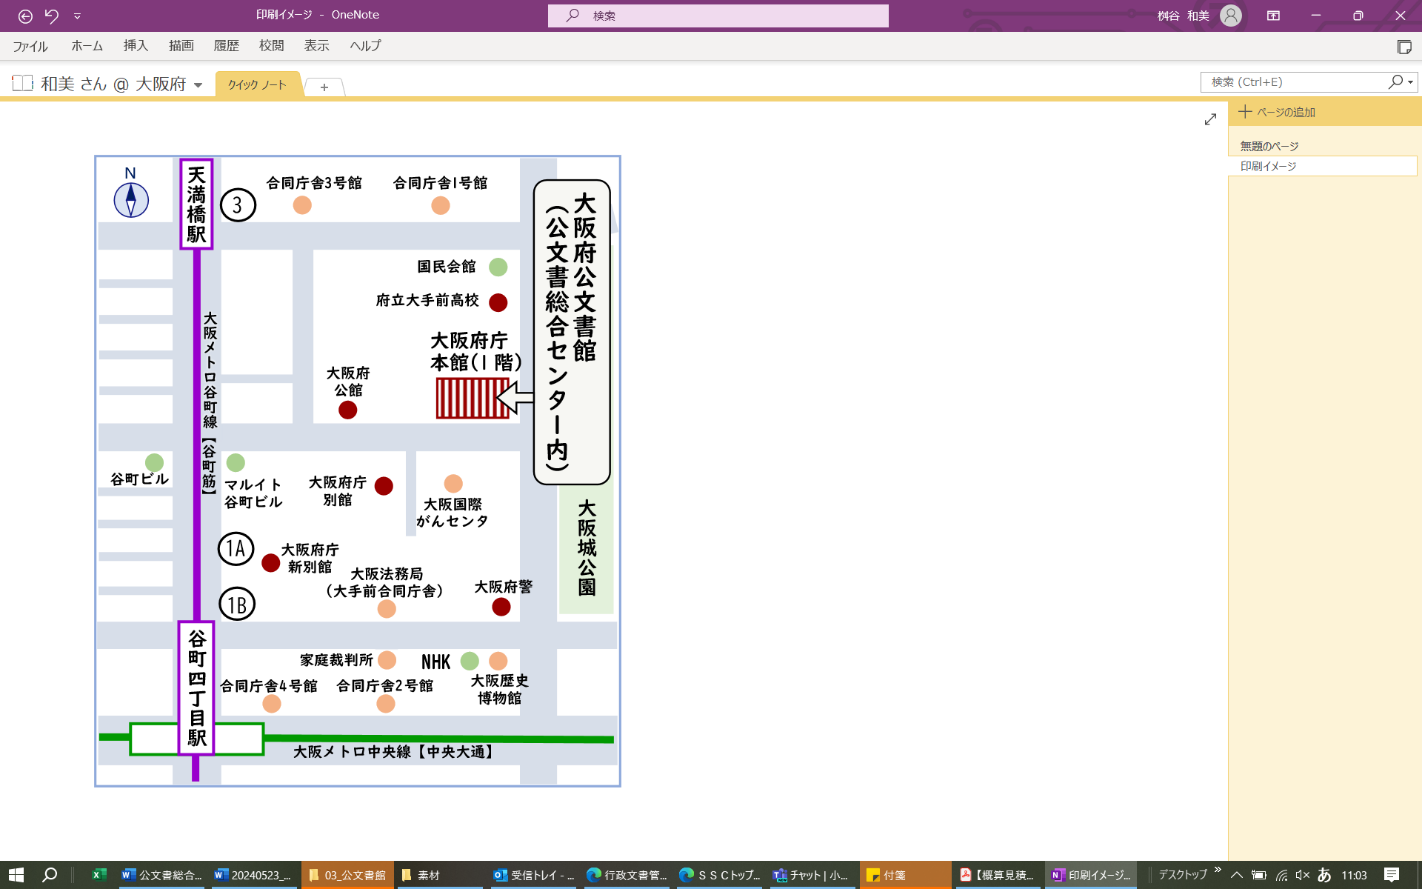 印刷イメージ - OneNote
検索
桝谷 和美
ファイル ホーム 挿入 描画 履歴 校閲 表示 ヘルプ
和美 さん @ 大阪府
クイック ノート
+
検索 (Ctrl+E)
ページの追加
無題のページ
印刷イメージ
N
天満橋駅
3
合同庁舎3号館
合同庁舎1号館
国民会館
府立大手前高校
大阪府庁
本館(1階)
大阪府公文書館
(公文書総合センター内)
大阪府
公館
大阪メトロ谷町線【谷町筋】
谷町ビル
マルイト
谷町ビル
大阪府庁
別館
大阪国際
がんセンタ
大阪城公園
1A
大阪府庁
新別館
1B
大阪法務局
(大手前合同庁舎)
大阪府警
谷町四丁目駅
家庭裁判所
NHK
大阪歴史
博物館
合同庁舎4号館
合同庁舎2号館
大阪メトロ中央線【中央大通】
公文書総合...
20240523_...
03_公文書館
素材
受信トレイ - ...
行政文書管...
ＳＳＣトップ...
チャット | 小...
付箋
【概算見積...
印刷イメージ...
デスクトップ
あ
11:03